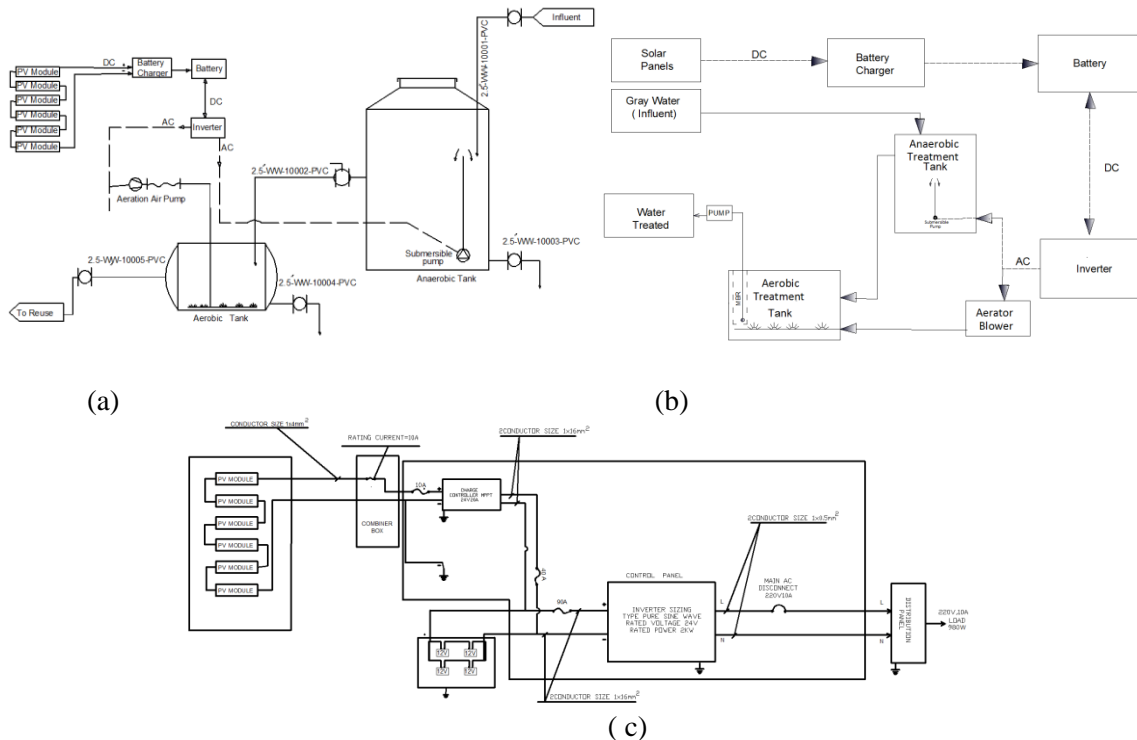 Influent
2.5-WW-10001-PVC
DC
Battery
Charger
Battery
PV Module
PV Module
PV Module
PV Module
PV Module
DC
AC
Inverter
AC
2.5-WW-10002-PVC
Aeration Air Pump
Submersible
pump
Anaerobic Tank
2.5-WW-10003-PVC
2.5-WW-10005-PVC
2.5-WW-10004-PVC
To Reuse
Aerobic Tank
(a)
Solar
Panels
DC
Battery
Charger
Battery
Gray Water
( Influent)
Anaerobic
Treatment
Tank
Submersible
Pump
DC
Water
Treated
PUMP
AC
Inverter
MBR
Aerobic
Treatment
Tank
Aerator
Blower
(b)
CONDUCTOR SIZE 1x4mm2
RATING CURRENT=10A
2CONDUCTOR SIZE 1x16mm2
PV MODULE
PV MODULE
PV MODULE
PV MODULE
PV MODULE
PV MODULE
10A
CHARGE
CONTROLLER MPPT
COMBINER
BOX
2CONDUCTOR SIZE 1x0.5mm2
CONTROL PANEL
INVERTER SIZING
TYPE PURE SINE WAVE
RATED VOLTAGE 24V
RATED POWER 2KW
L
N
MAIN AC
DISCONNECT
220V10A
L
N
DISTRIBUTION
PANEL
220V,10A
LOAD
980W
12V
12V
12V
12V
2CONDUCTOR SIZE 1x16mm2
( c)